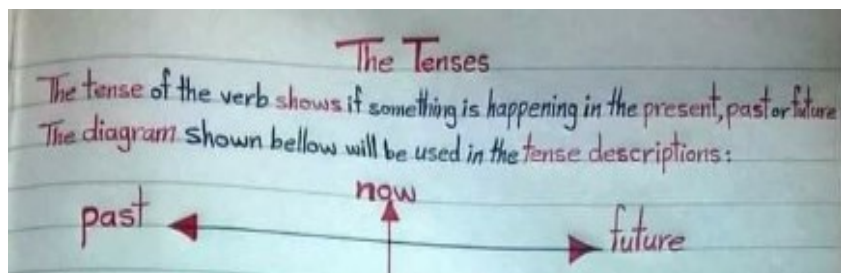 The Tenses
The tense of the verb shows if something is happening in the present, past or future
The diagram shown bellow will be used in the tense descriptions:
now
past future